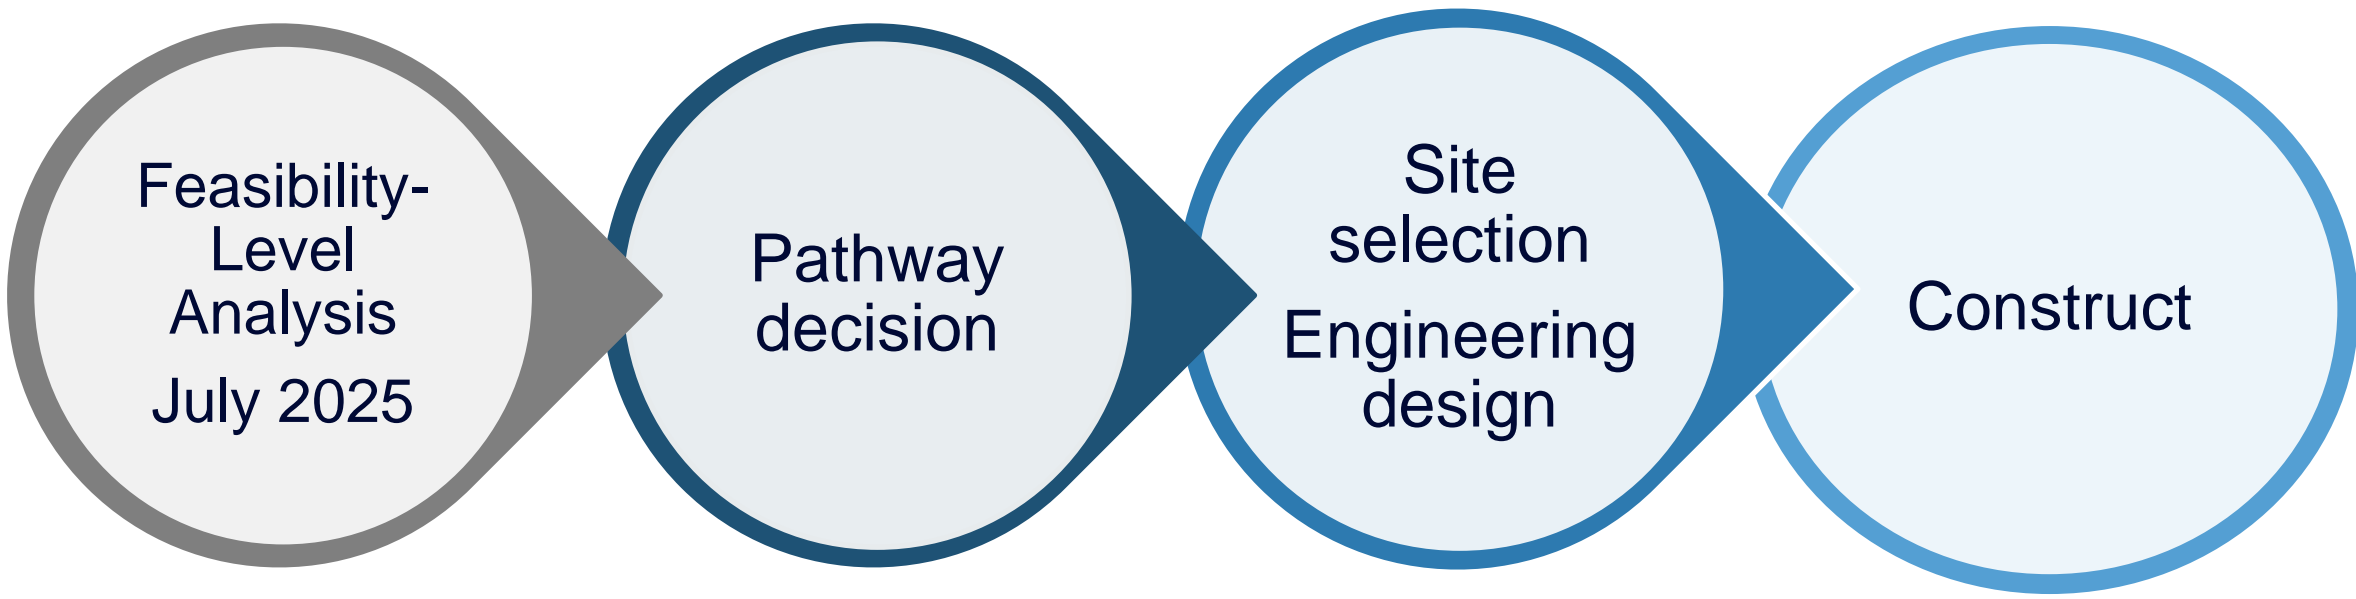 Feasibility-
Level
Analysis
July 2025
Pathway
decision
Site
selection
Engineering
design
Construct